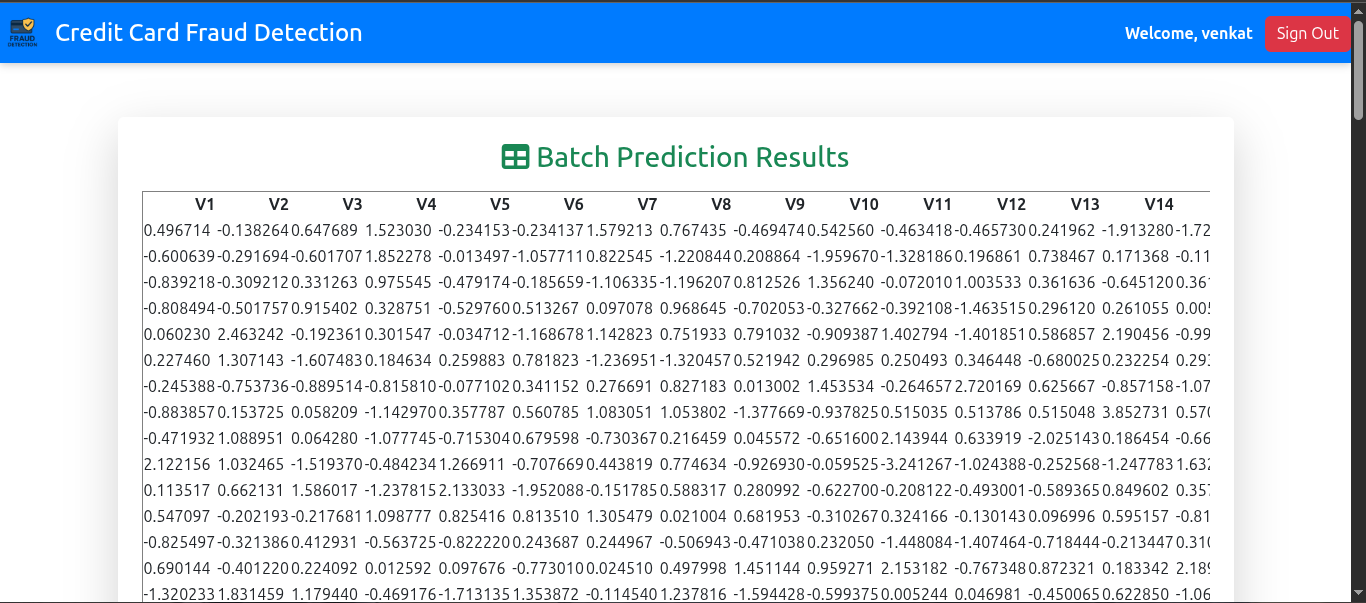 FRAUD
DETECTION
Credit Card Fraud Detection
Welcome, venkat
Sign Out
Batch Prediction Results
V1 V2 V3 V4 V5 V6 V7 V8 V9 V10 V11 V12 V13 V14
0.496714 -0.138264 0.647689 1.523030 -0.234153 -0.234137 1.579213 0.767435 -0.469474 0.542560 -0.463418 -0.465730 0.241962 -1.913280 -1.72
-0.600639 -0.291694 -0.601707 1.852278 -0.013497 -1.057711 0.822545 -1.220844 0.208864 -1.959670 -1.328186 0.196861 0.738467 0.171368 -0.11
-0.839218 -0.309212 0.331263 0.975545 -0.479174 -0.185659 -1.106335 -1.196207 0.812526 1.356240 -0.072010 1.003533 0.361636 -0.645120 0.361
-0.808494 -0.501757 0.915402 0.328751 -0.529760 0.513267 0.097078 0.968645 -0.702053 -0.327662 -0.392108 -1.463515 0.296120 0.261055 0.005
0.060230 2.463242 -0.192361 0.301547 -0.034712 -1.168678 1.142823 0.751933 0.791032 -0.909387 1.402794 -1.401851 0.586857 2.190456 -0.99
0.227460 1.307143 -1.607483 0.184634 0.259883 0.781823 -1.236951 -1.320457 0.521942 0.296985 0.250493 0.346448 -0.680025 0.232254 0.293
-0.245388 -0.753736 -0.889514 -0.815810 -0.077102 0.341152 0.276691 0.827183 0.013002 1.453534 -0.264657 2.720169 0.625667 -0.857158 -1.07
-0.883857 0.153725 0.058209 -1.142970 0.357787 0.560785 1.083051 1.053802 -1.377669 -0.937825 0.515035 0.513786 0.515048 3.852731 0.570
-0.471932 1.088951 0.064280 -1.077745 -0.715304 0.679598 -0.730367 0.216459 0.045572 -0.651600 2.143944 0.633919 -2.025143 0.186454 -0.66
2.122156 1.032465 -1.519370 -0.484234 1.266911 -0.707669 0.443819 0.774634 -0.926930 -0.059525 -3.241267 -1.024388 -0.252568 -1.247783 1.632
0.113517 0.662131 1.586017 -1.237815 2.133033 -1.952088 -0.151785 0.588317 0.280992 -0.622700 -0.208122 -0.493001 -0.589365 0.849602 0.357
0.547097 -0.202193 -0.217681 1.098777 0.825416 0.813510 1.305479 0.021004 0.681953 -0.310267 0.324166 -0.130143 0.096996 0.595157 -0.81
-0.825497 -0.321386 0.412931 -0.563725 -0.822220 0.243687 0.244967 -0.506943 -0.471038 0.232050 -1.448084 -1.407464 -0.718444 -0.213447 0.310
0.690144 -0.401220 0.224092 0.012592 0.097676 -0.773010 0.024510 0.497998 1.451144 0.959271 2.153182 -0.767348 0.872321 0.183342 2.189
-1.320233 1.831459 1.179440 -0.469176 -1.713135 1.353872 -0.114540 1.237816 -1.594428 -0.599375 0.005244 0.046981 -0.450065 0.622850 -1.06